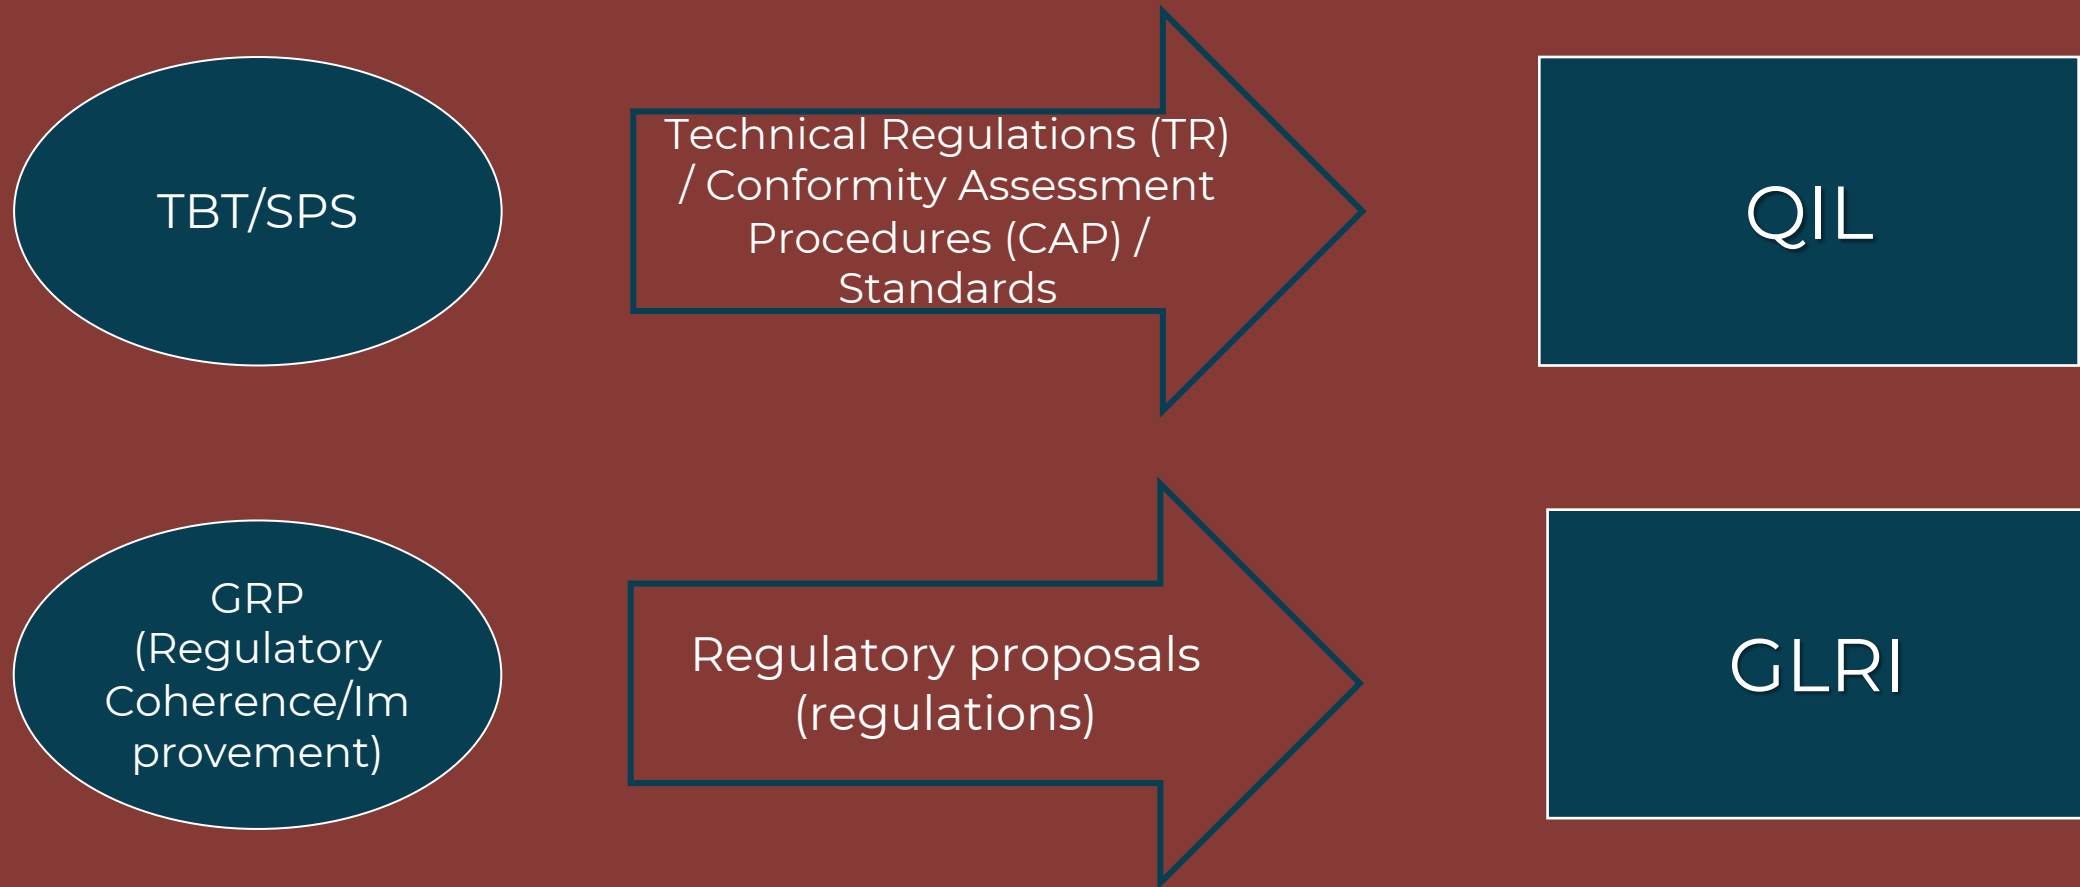 TBT/SPS
Technical Regulations (TR)
/ Conformity Assessment
Procedures (CAP) /
Standards
QIL
GRP
(Regulatory
Coherence/Im
provement)
Regulatory proposals
(regulations)
GLRI